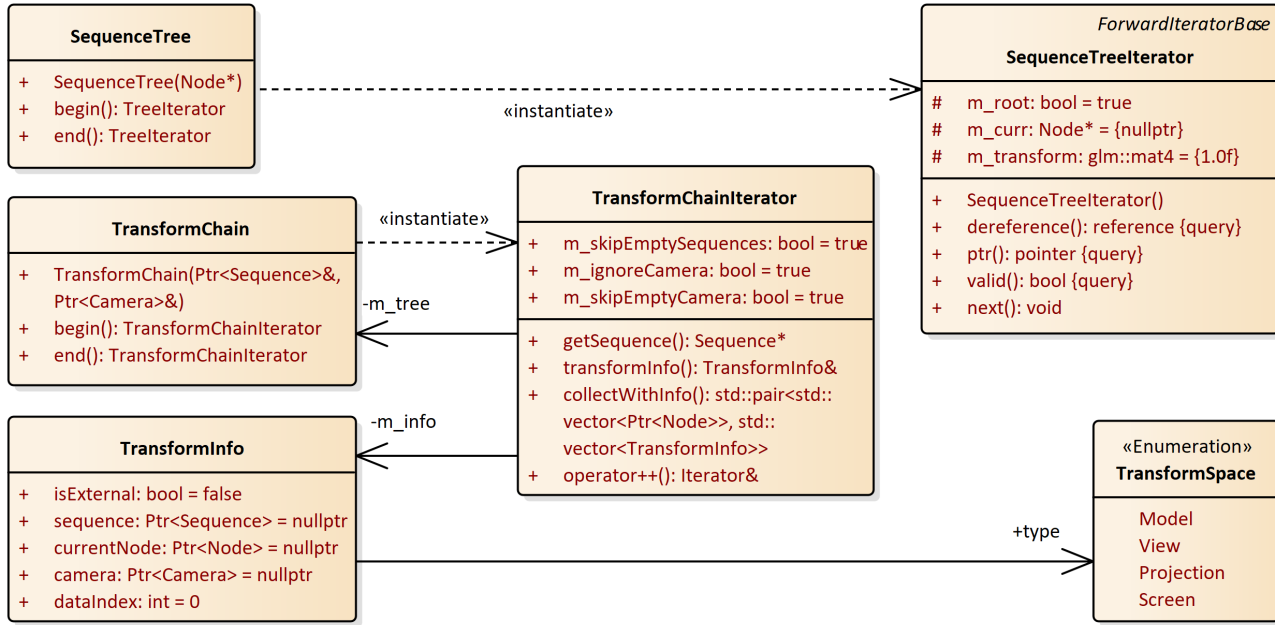 SequenceTree
+ SequenceTree(Node*)
+ begin(): TreeIterator
+ end(): TreeIterator
«instantiate»
ForwardIteratorBase
SequenceTreeIterator
# m_root: bool = true
# m_curr: Node* = {nullptr}
# m_transform: glm::mat4 = {1.0f}
+ SequenceTreeIterator()
+ dereference(): reference {query}
+ ptr(): pointer {query}
+ valid(): bool {query}
+ next(): void
TransformChain
+ TransformChain(Ptr<Sequence>&,
Ptr<Camera>&)
+ begin(): TransformChainIterator
+ end(): TransformChainIterator
«instantiate»
-m_tree
-m_info
TransformChainIterator
+ m_skipEmptySequences: bool = true
+ m_ignoreCamera: bool = true
+ m_skipEmptyCamera: bool = true
+ getSequence(): Sequence*
+ transformInfo(): TransformInfo&
+ collectWithInfo(): std::pair<std::
vector<Ptr<Node>>, std::
vector<TransformInfo>>
+ operator++(): Iterator&
TransformInfo
+ isExternal: bool = false
+ sequence: Ptr<Sequence> = nullptr
+ currentNode: Ptr<Node> = nullptr
+ camera: Ptr<Camera> = nullptr
+ dataIndex: int = 0
+type
«Enumeration»
TransformSpace
Model
View
Projection
Screen